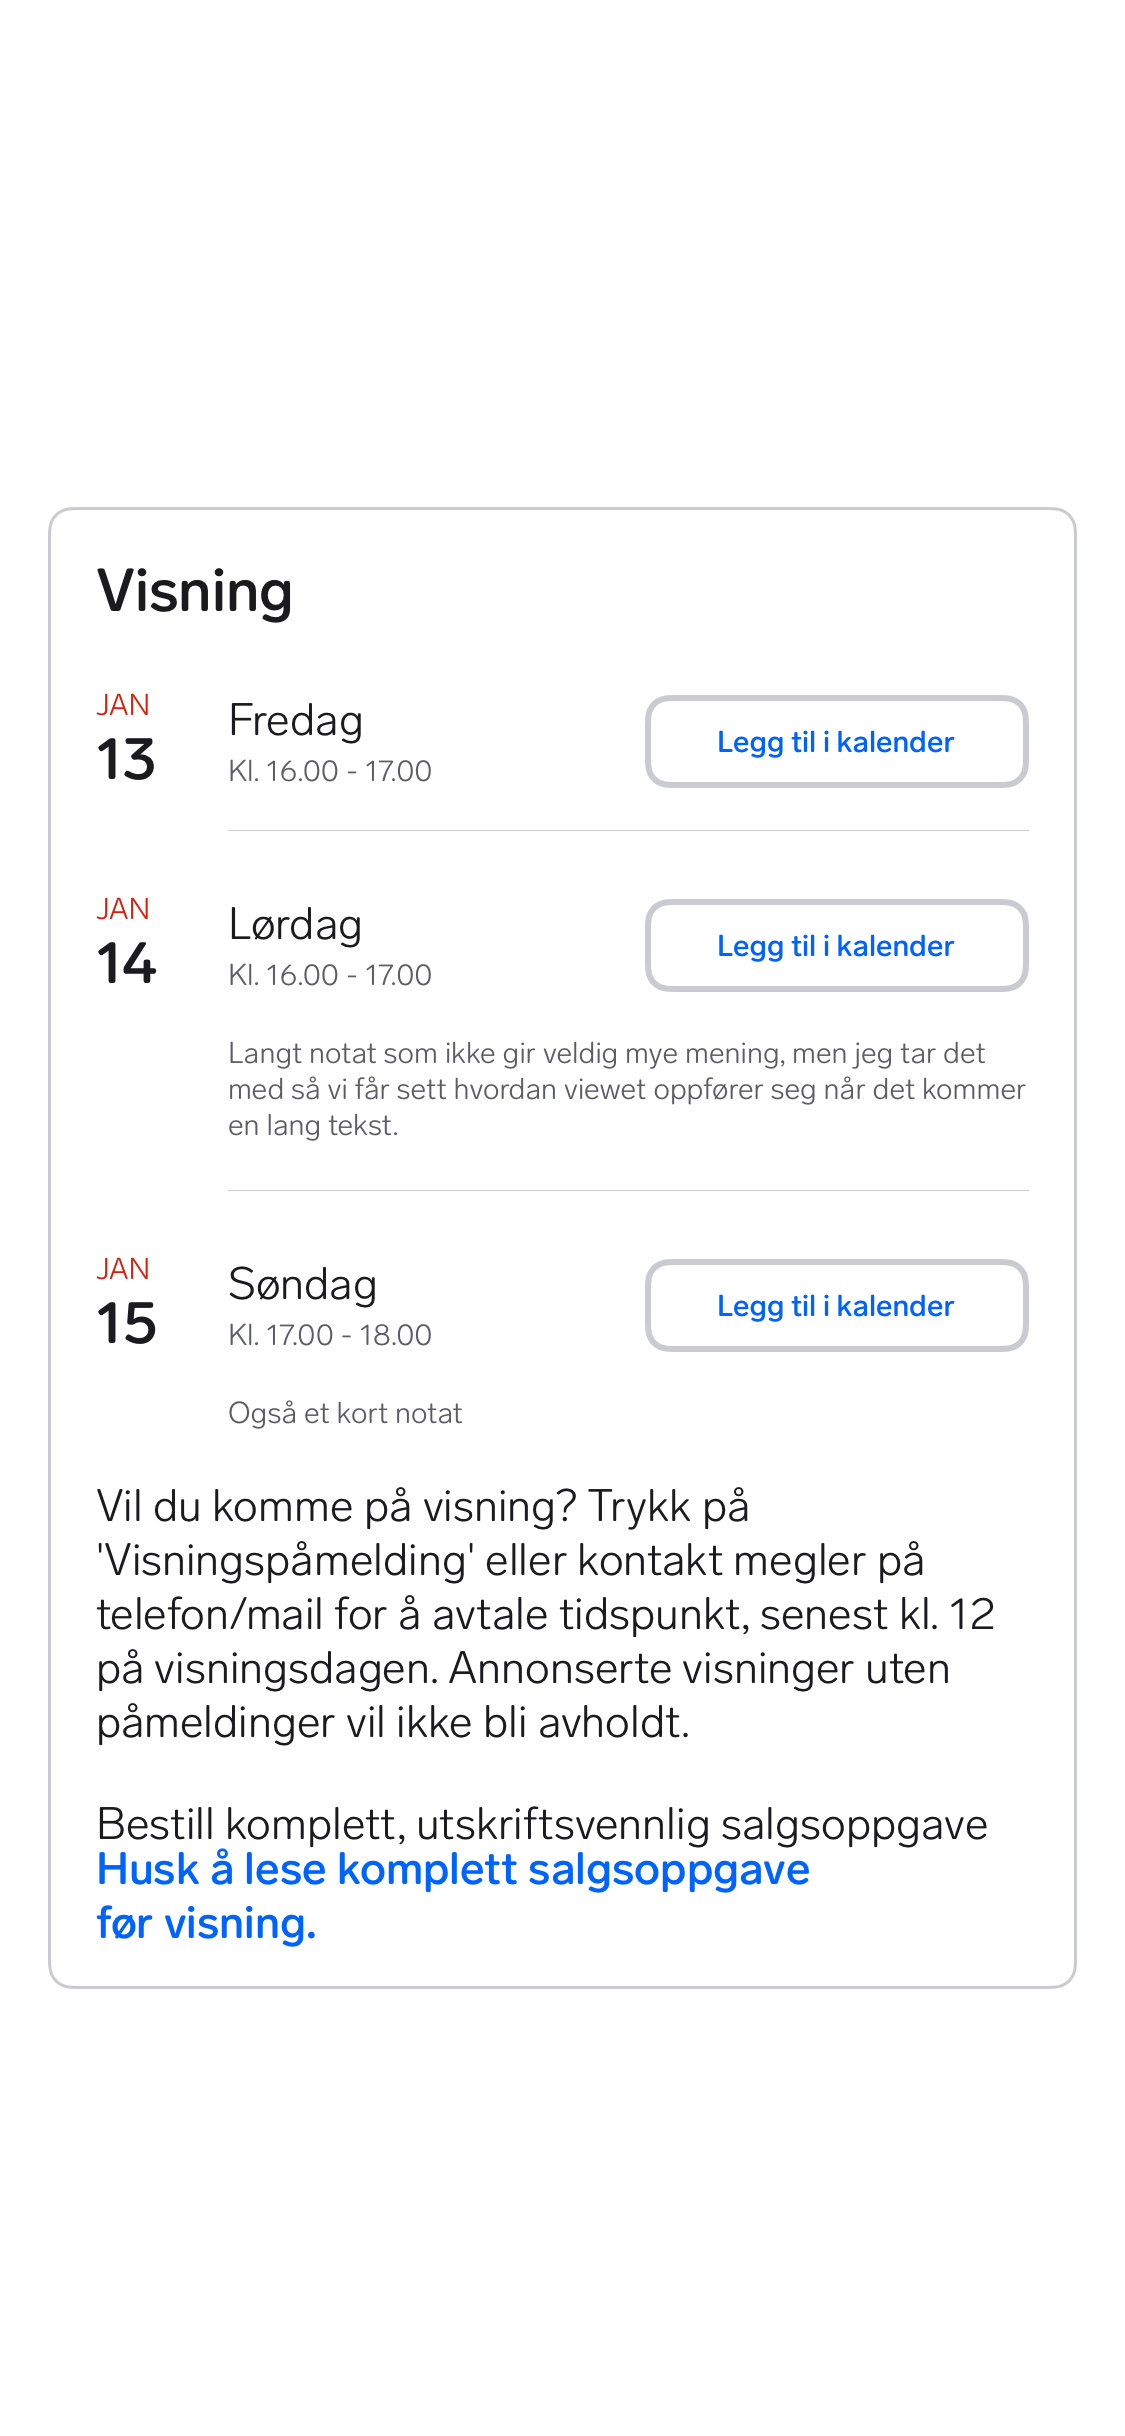 Visning
JAN
13
Fredag
Kl. 16.00 - 17.00
Legg til i kalender
JAN
14
Lørdag
Kl. 16.00 - 17.00
Legg til i kalender
Langt notat som ikke gir veldig mye mening, men jeg tar det
med så vi får sett hvordan viewet oppfører seg når det kommer
en lang tekst.
JAN
15
Søndag
Kl. 17.00 - 18.00
Legg til i kalender
Også et kort notat
Vil du komme på visning? Trykk på
'Visningspåmelding' eller kontakt megler på
telefon/mail for å avtale tidspunkt, senest kl. 12
på visningsdagen. Annonserte visninger uten
påmeldinger vil ikke bli avholdt.
Bestill komplett, utskriftsvennlig salgsoppgave
Husk å lese komplett salgsoppgave
før visning.